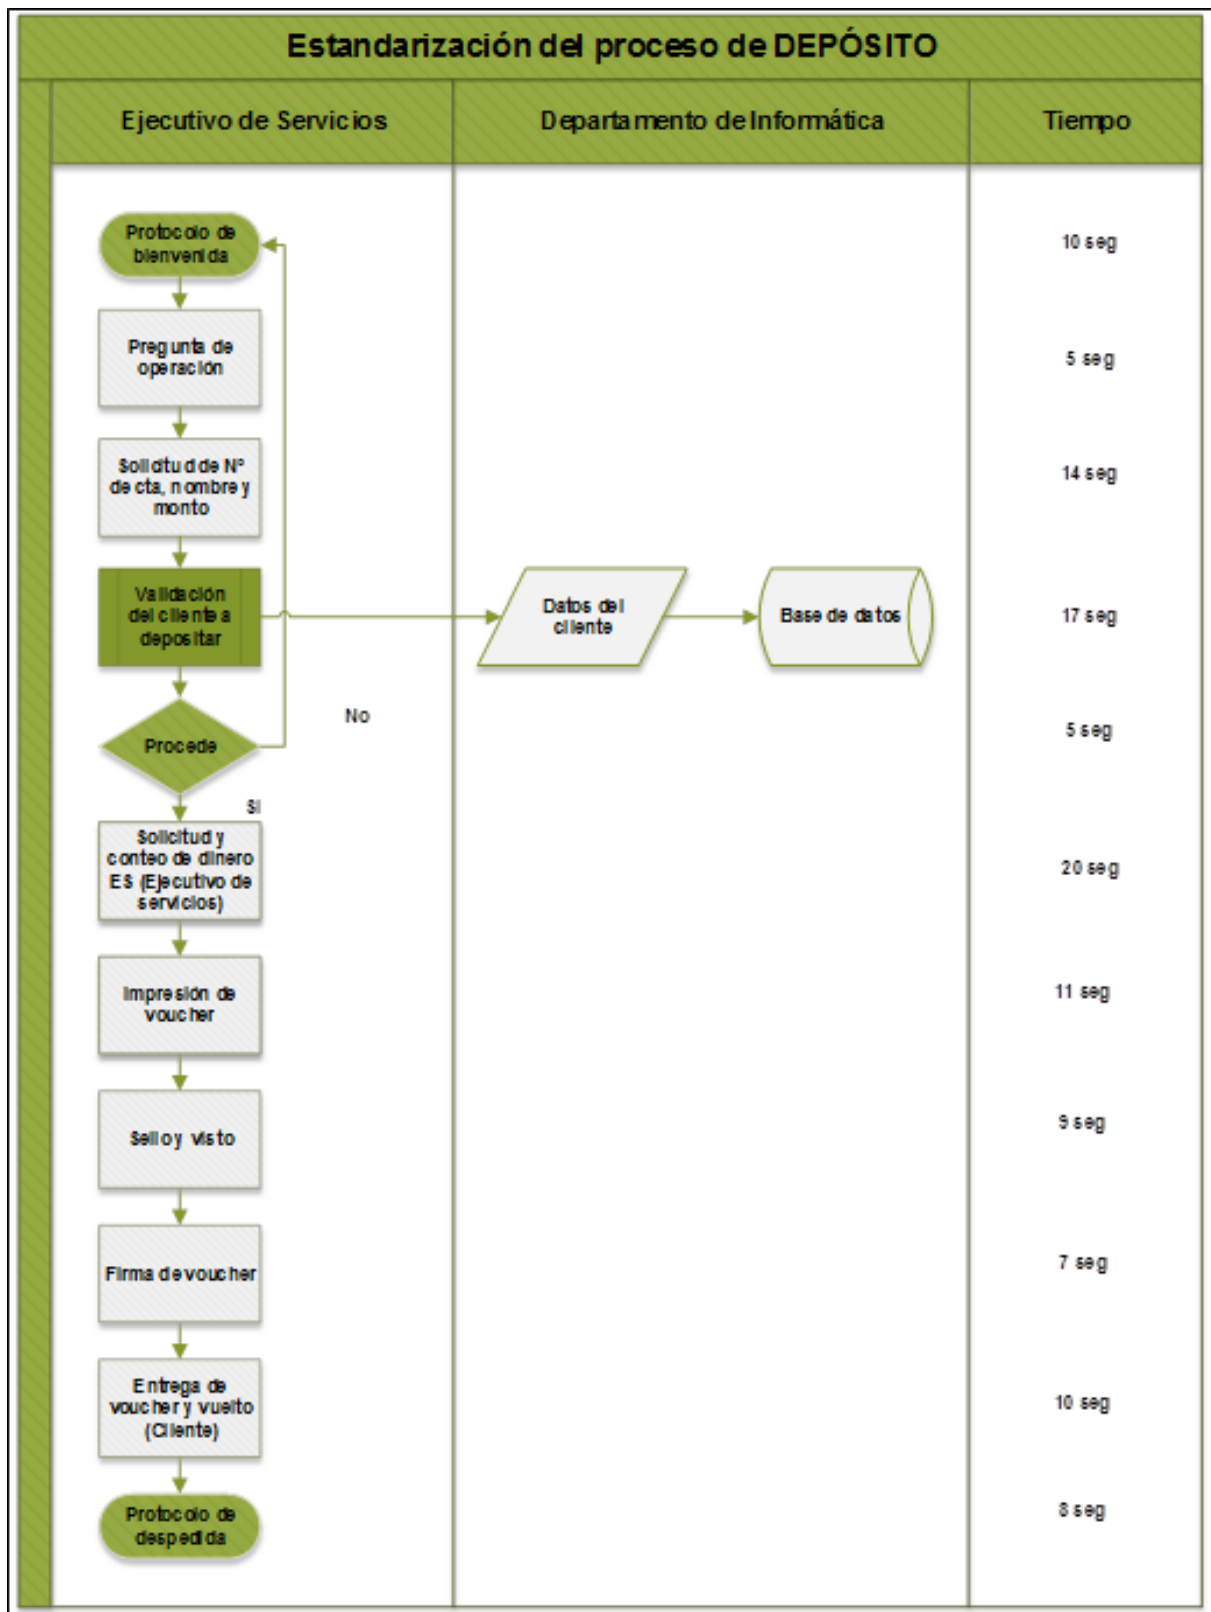 Estandarización del proceso de DEPÓSITO
Ejecutivo de Servicios
Departamento de Informática
Tiempo
Protocolo de
bienvenida
10 seg
Pregunta de
operación
5 seg
Solicitud de Nº
de cta, nombre y
monto
14 seg
Validación
del cliente a
depositar
Datos del
cliente
Base de datos
17 seg
Procede
No
5 seg
Si
Solicitud y
conteo de dinero
ES (Ejecutivo de
servicios)
20 seg
Impresión de
voucher
11 seg
Sello y visto
9 seg
Firma de voucher
7 seg
Entrega de
voucher y vuelto
(Cliente)
10 seg
Protocolo de
despedida
8 seg